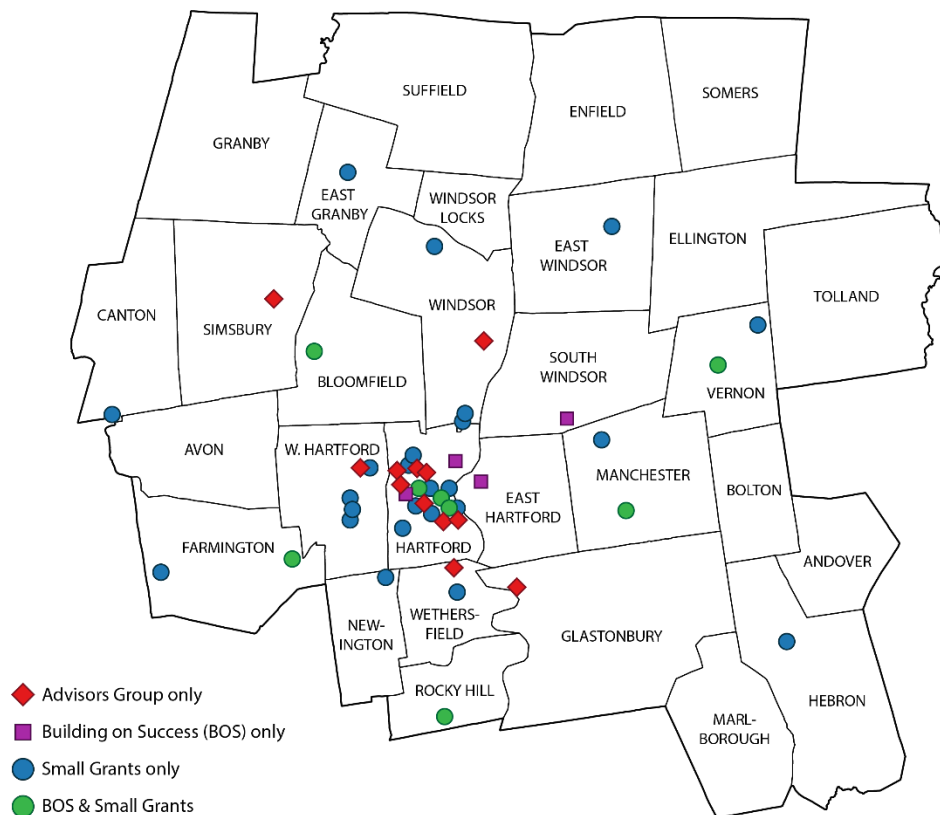 SUFFIELD
SOMERS
ENFIELD
GRANBY
EAST
GRANBY
WINDSOR
LOCKS
EAST
WINDSOR
ELLINGTON
TOLLAND
CANTON
SIMSBURY
WINDSOR
SOUTH
WINDSOR
BLOOMFIELD
VERNON
AVON
W. HARTFORD
MANCHESTER
BOLTON
EAST
HARTFORD
FARMINGTON
HARTFORD
ANDOVER
NEW-
INGTON
WETHERS-
FIELD
GLASTONBURY
ROCKY HILL
HEBRON
MARL-
BOROUGH
Advisors Group only
Building on Success (BOS) only
Small Grants only
BOS & Small Grants